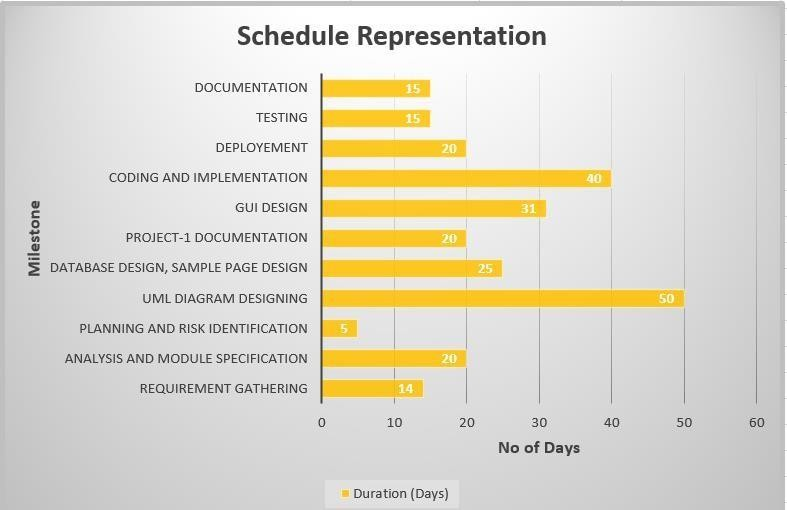 Schedule Representation
Milestone
DOCUMENTATION 15
TESTING 15
DEPLOYEMENT 20
CODING AND IMPLEMENTATION 40
GUI DESIGN 31
PROJECT-1 DOCUMENTATION 20
DATABASE DESIGN, SAMPLE PAGE DESIGN 25
UML DIAGRAM DESIGNING 50
PLANNING AND RISK IDENTIFICATION 5
ANALYSIS AND MODULE SPECIFICATION 20
REQUIREMENT GATHERING 14
0 10 20 30 40 50 60
No of Days
Duration (Days)